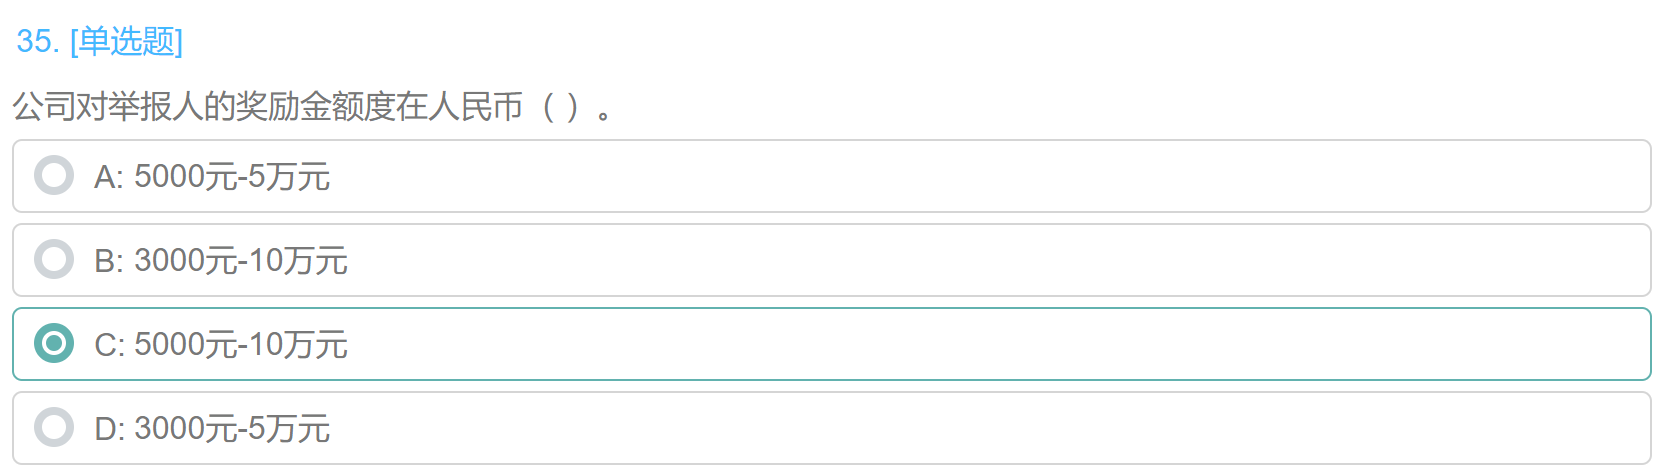 35. [单选题]
公司对举报人的奖励金额度在人民币（ ）。
A: 5000元-5万元
B: 3000元-10万元
C: 5000元-10万元
D: 3000元-5万元